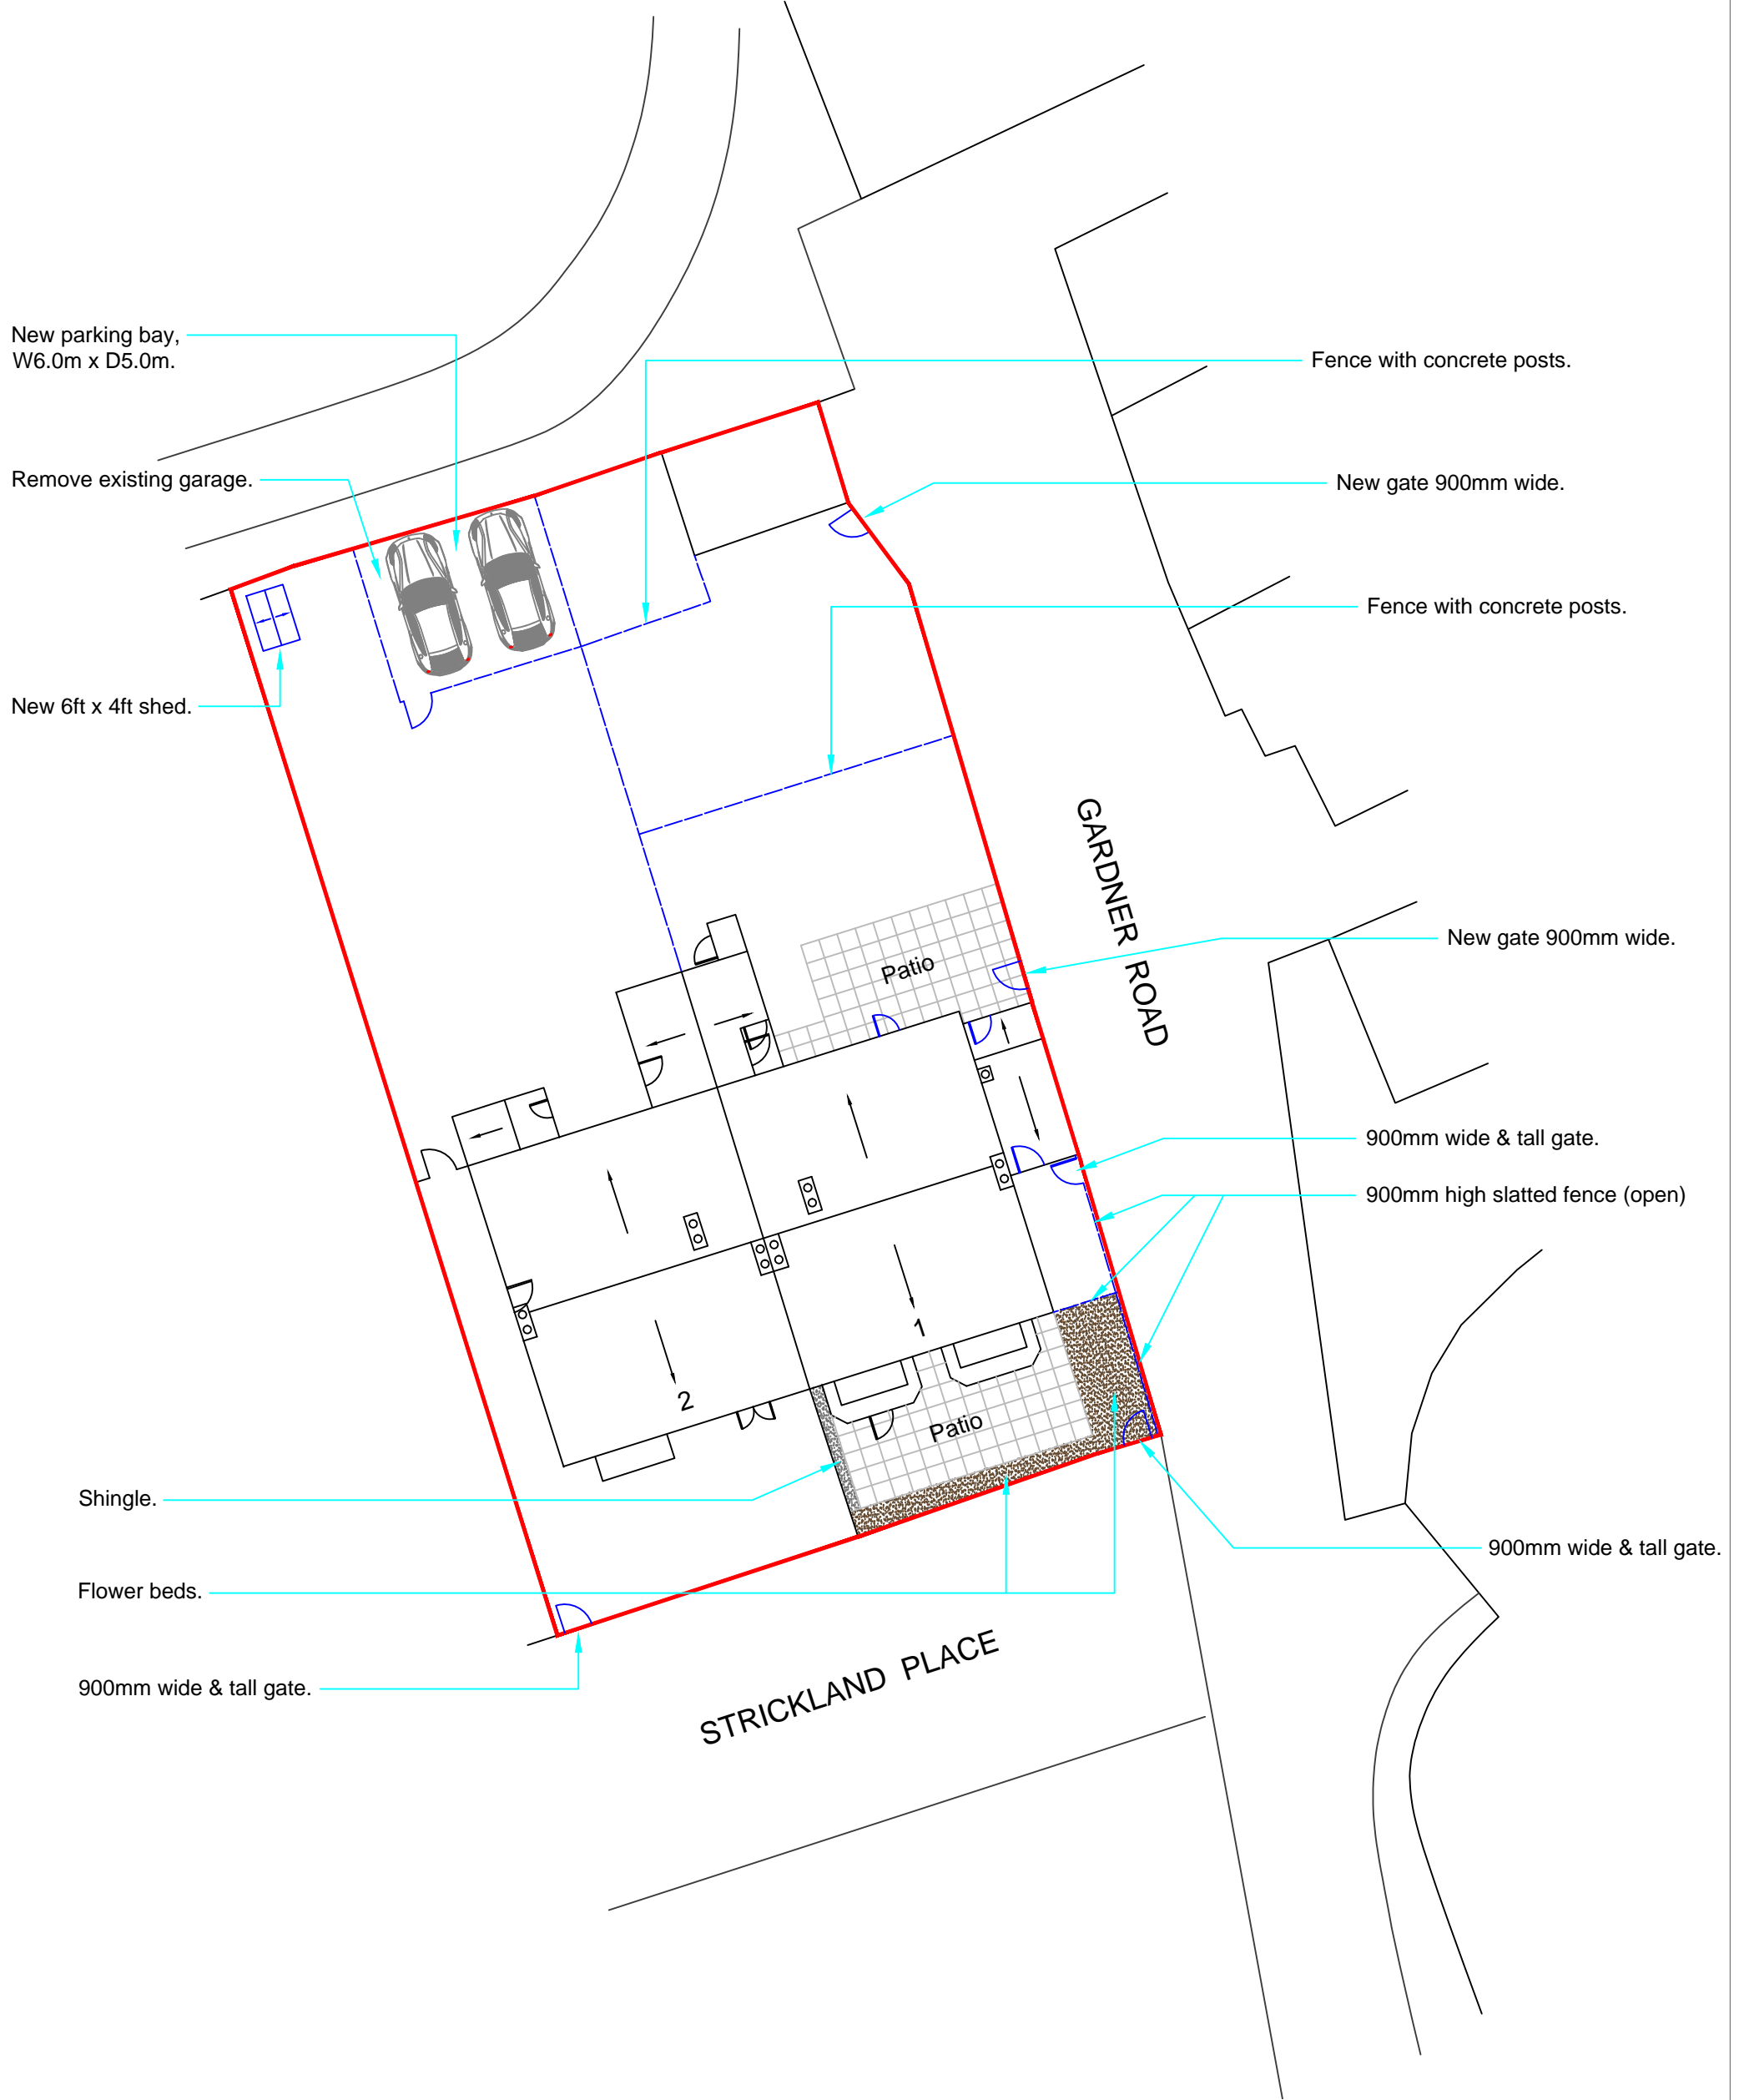 New parking bay,
W6.0m x D5.0m.
Fence with concrete posts.
Remove existing garage.
New gate 900mm wide.
Fence with concrete posts.
New 6ft x 4ft shed.
GARDNER ROAD
New gate 900mm wide.
Patio
900mm wide & tall gate.
900mm high slatted fence (open)
1
2
Patio
Shingle.
900mm wide & tall gate.
Flower beds.
STRICKLAND PLACE
900mm wide & tall gate.